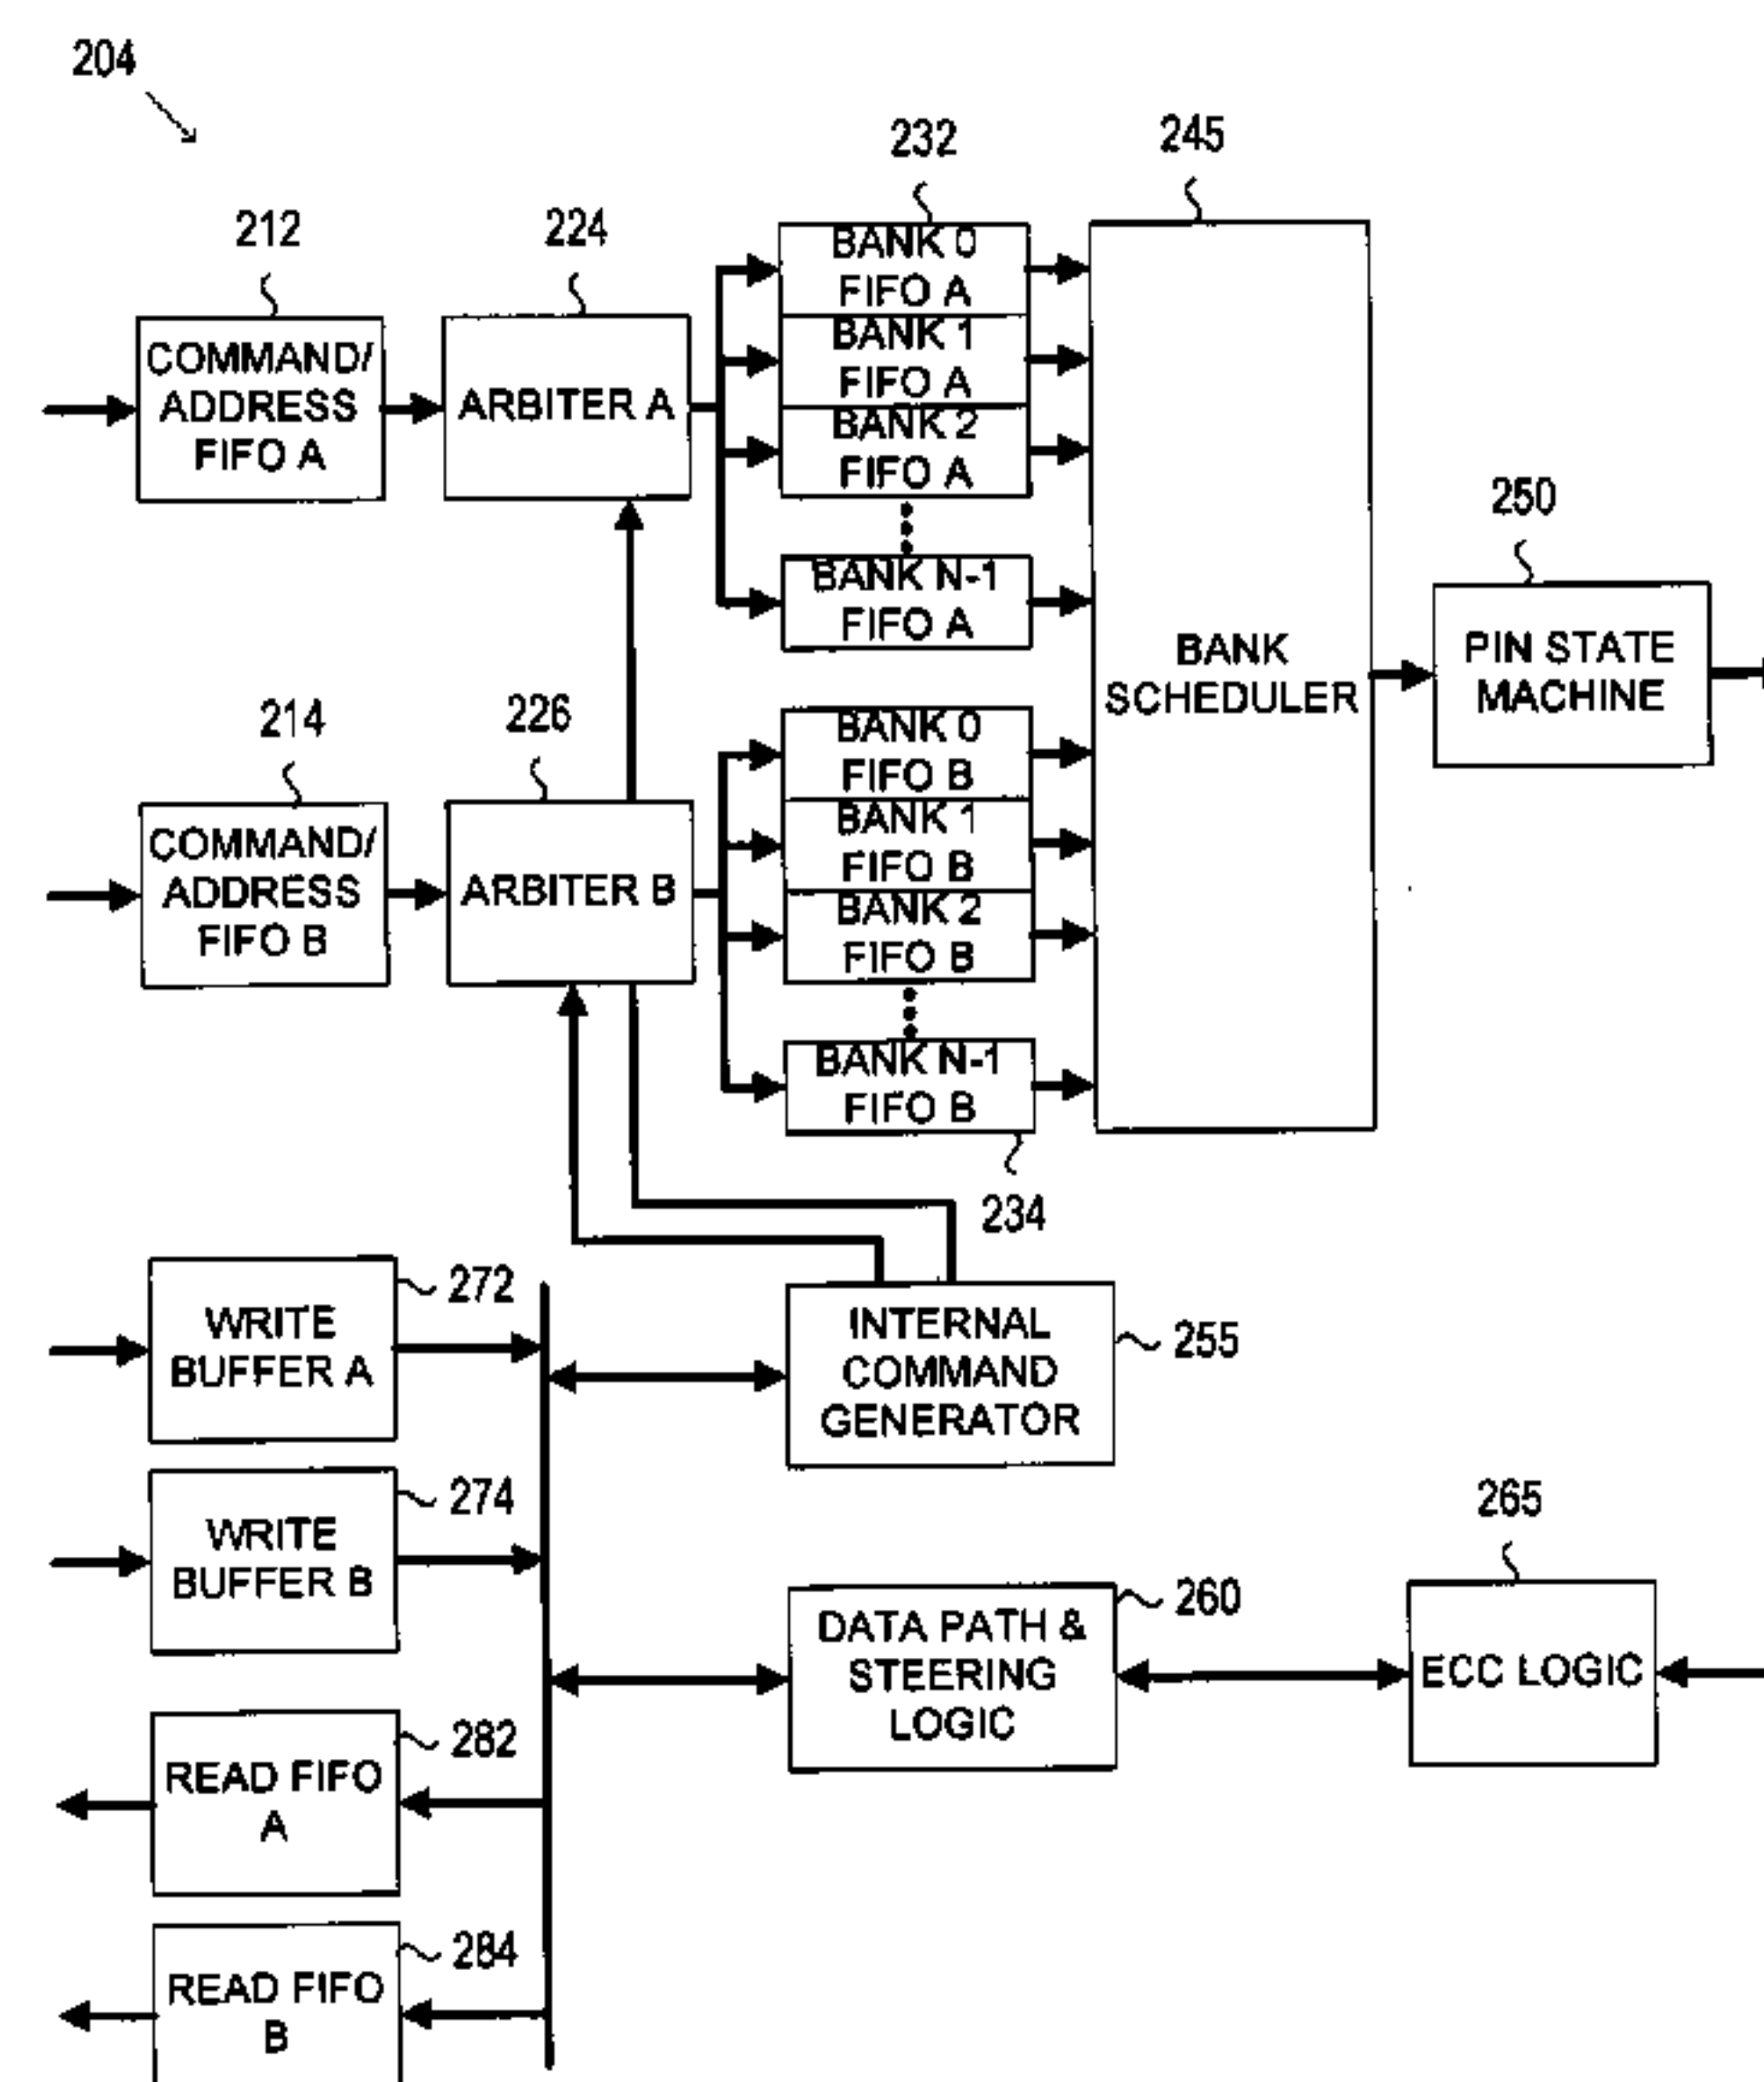 204
232
245
212
224
BANK 0
FIFO A
COMMAND/
ADDRESS
FIFO A
ARBITER A
BANK 1
FIFO A
BANK 2
FIFO A
250
BANK N-1
FIFO A
BANK
SCHEDULER
PIN STATE
MACHINE
214
226
BANK 0
FIFO B
COMMAND/
ADDRESS
FIFO B
ARBITER B
BANK 1
FIFO B
BANK 2
FIFO B
BANK N-1
FIFO B
234
272
WRITE
BUFFER A
INTERNAL
COMMAND
GENERATOR
255
274
WRITE
BUFFER B
265
260
DATA PATH &
STEERING
LOGIC
ECC LOGIC
282
READ FIFO
A
284
READ FIFO
B